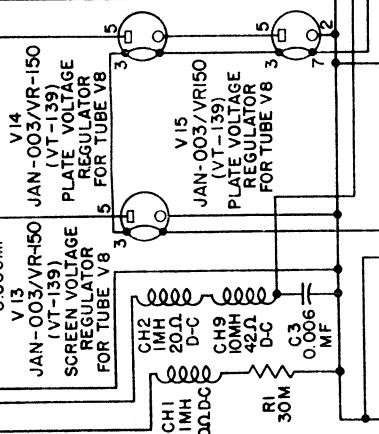 5
3
5
2
3
7
V14
JAN-003/VR-150
(VT-139)
PLATE VOLTAGE
REGULATOR
FOR TUBE V8
V15
JAN-003/VR150
(VT-139)
PLATE VOLTAGE
REGULATOR
FOR TUBE V8
5
3
V13
JAN-003/VR-150
(VT-139)
SCREEN VOLTAGE
REGULATOR
FOR TUBE V8
CH2
1MH
20Ω
D-C
CH9
10MH
42Ω
D-C
C3
0.006
MF
CH1
1MH
D-C
R1
30M